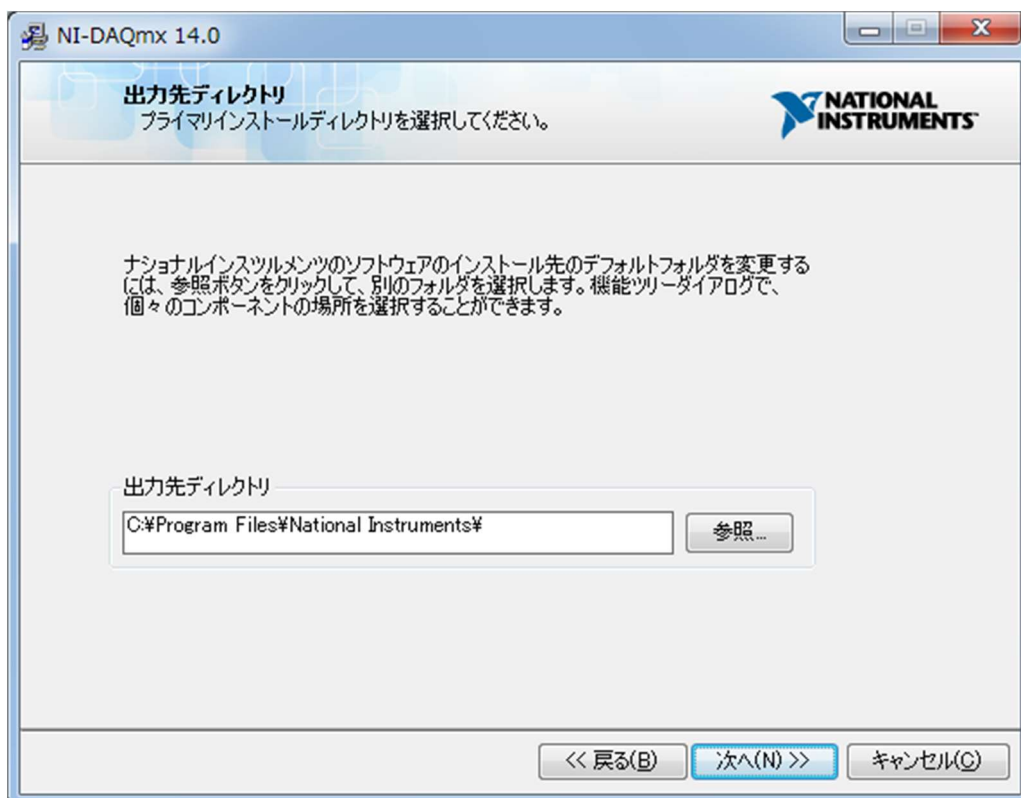 NI-DAQmx 14.0
出力先ディレクトリ
プライマリインストールディレクトリを選択してください。
NATIONAL
INSTRUMENTS™
ナショナルインスツルメンツのソフトウェアのインストール先のデフォルトフォルダを変更する
には、参照ボタンをクリックして、別のフォルダを選択します。機能ツリーダイアログで、
個々のコンポーネントの場所を選択することができます。
出力先ディレクトリ
C:¥Program Files¥National Instruments¥
参照...
<< 戻る(B)
次へ(N) >>
キャンセル(C)